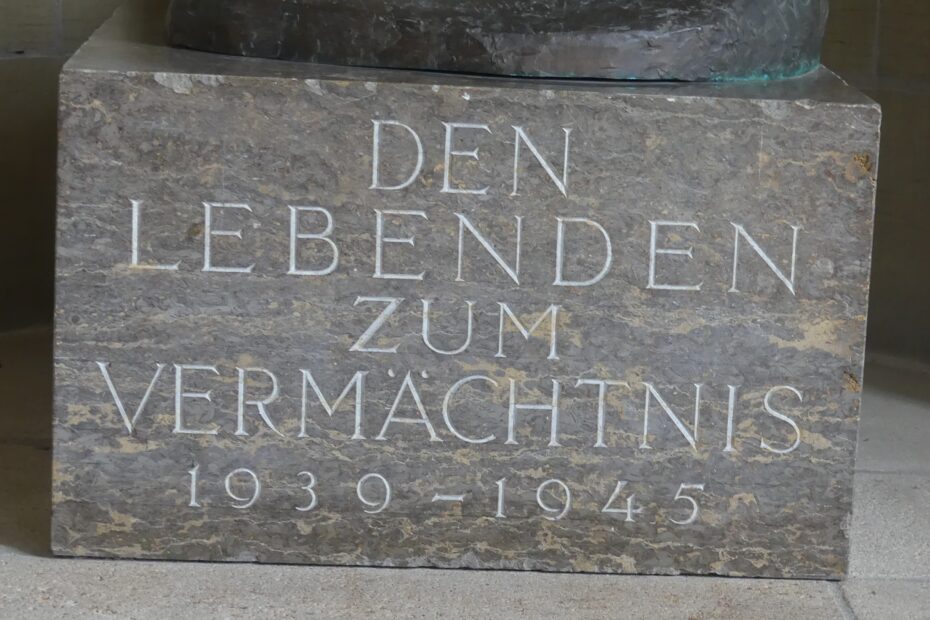 DEN
LEBENDEN
ZUM
VERMÄCHTNIS
1939-1945